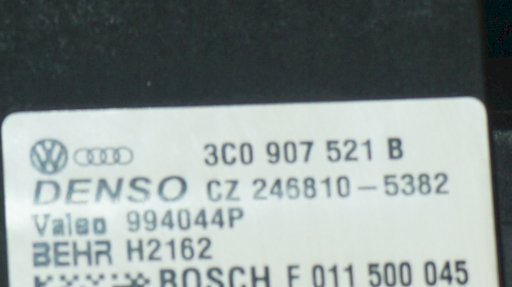 3C0 907 521 B
DENSO CZ 246810-5382
Valeo 994044P
BEHR H2162
BOSCH F 011 500 045